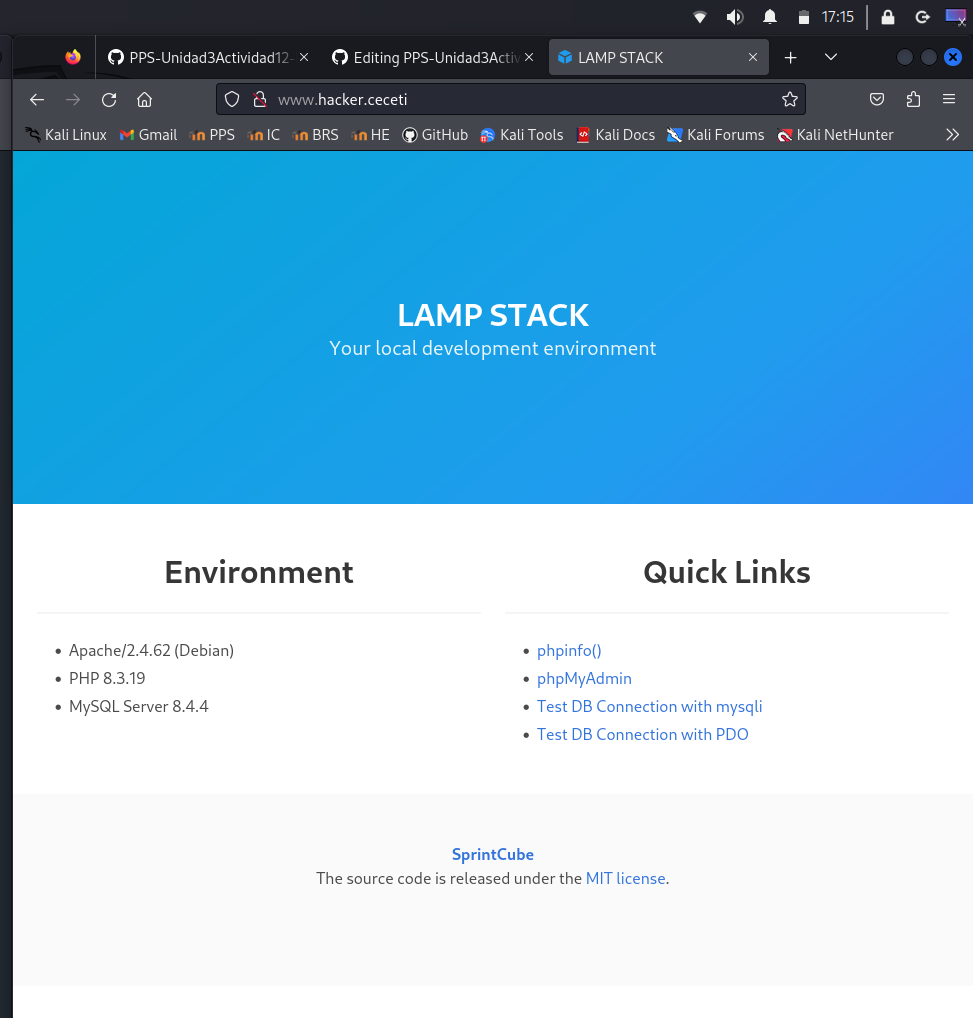 17:15
PPS-Unidad3Actividad12- Editing PPS-Unidad3Activ LAMP STACK
www.hacker.ceceti
Kali Linux Gmail PPS IC BRS HE GitHub Kali Tools Kali Docs Kali Forums Kali NetHunter
LAMP STACK
Your local development environment
Environment
Apache/2.4.62 (Debian)
PHP 8.3.19
MySQL Server 8.4.4
Quick Links
phpinfo()
phpMyAdmin
Test DB Connection with mysqli
Test DB Connection with PDO
SprintCube
The source code is released under the MIT license.